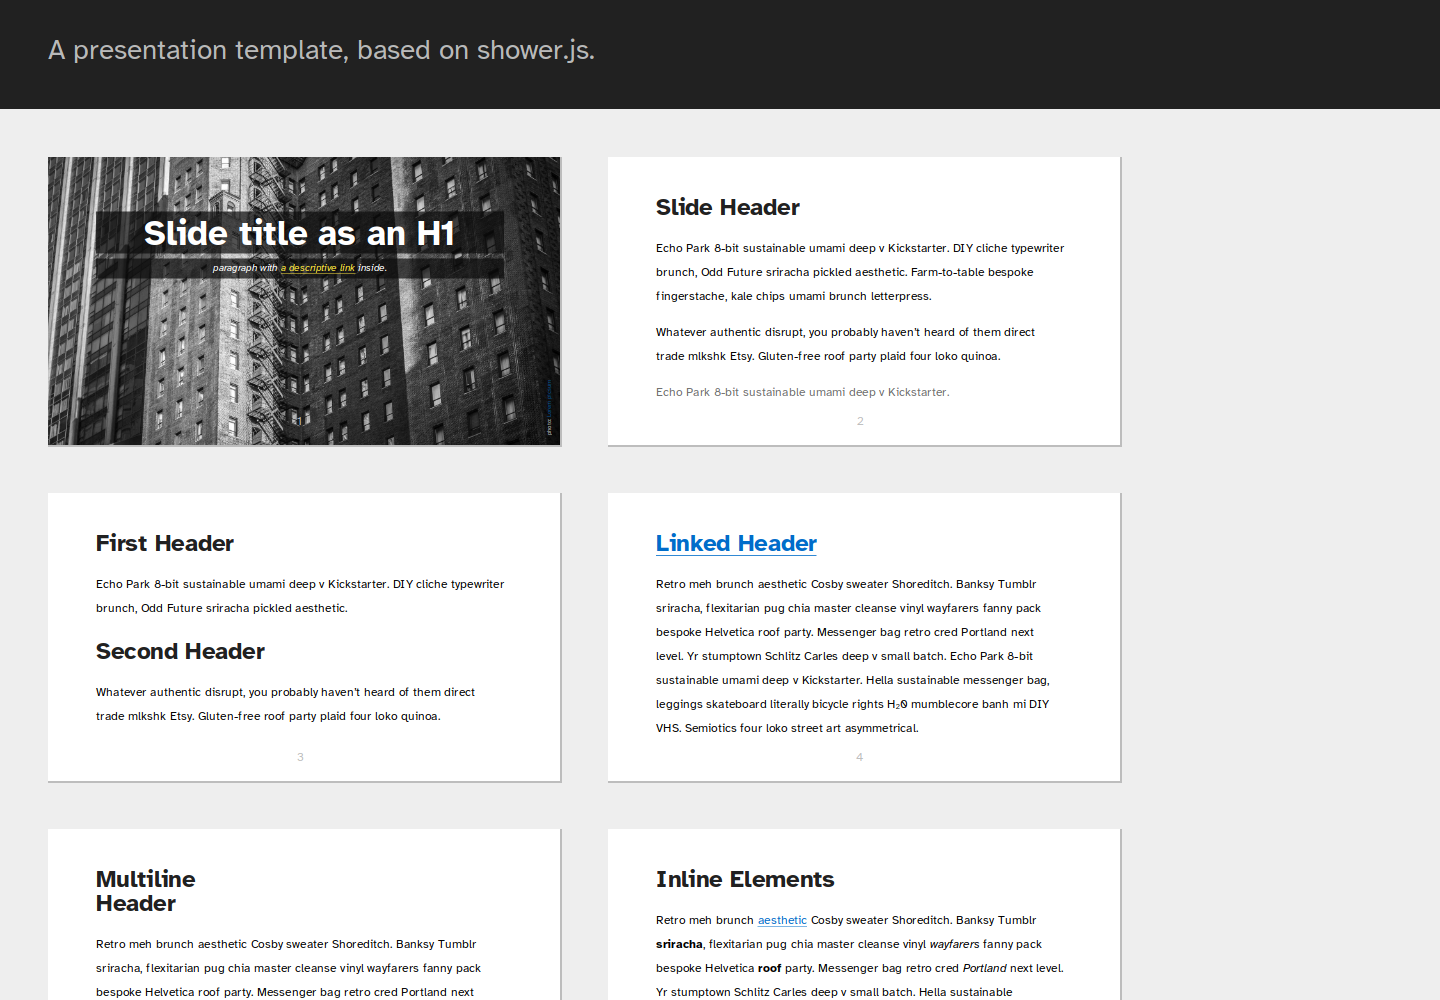 A presentation template, based on shower.js.
Slide title as an H1
paragraph with a descriptive link inside.
1
photo:
Slide Header
Echo Park 8-bit sustainable umami deep v Kickstarter. DIY cliche typewriter
brunch, Odd Future sriracha pickled aesthetic. Farm-to-table bespoke
fingerstache, kale chips umami brunch letterpress.
Whatever authentic disrupt, you probably haven't heard of them direct
trade mlkshk Etsy. Gluten-free roof party plaid four loko quinoa.
Echo Park 8-bit sustainable umami deep v Kickstarter.
2
First Header
Echo Park 8-bit sustainable umami deep v Kickstarter. DIY cliche typewriter
brunch, Odd Future sriracha pickled aesthetic.
Second Header
Whatever authentic disrupt, you probably haven't heard of them direct
trade mlkshk Etsy. Gluten-free roof party plaid four loko quinoa.
3
Linked Header
Retro meh brunch aesthetic Cosby sweater Shoreditch. Banksy Tumblr
sriracha, flexitarian pug chia master cleanse vinyl wayfarers fanny pack
bespoke Helvetica roof party. Messenger bag retro cred Portland next
level. Yr stumptown Schlitz Carles deep v small batch. Echo Park 8-bit
sustainable umami deep v Kickstarter. Hella sustainable messenger bag,
leggings skateboard literally bicycle rights H₂0 mumblecore banh mi DIY
VHS. Semiotics four loko street art asymmetrical.
4
Multiline
Header
Retro meh brunch aesthetic Cosby sweater Shoreditch. Banksy Tumblr
sriracha, flexitarian pug chia master cleanse vinyl wayfarers fanny pack
bespoke Helvetica roof party. Messenger bag retro cred Portland next
Inline Elements
Retro meh brunch aesthetic Cosby sweater Shoreditch. Banksy Tumblr
sriracha, flexitarian pug chia master cleanse vinyl wayfarers fanny pack
bespoke Helvetica roof party. Messenger bag retro cred Portland next level.
Yr stumptown Schlitz Carles deep v small batch. Hella sustainable